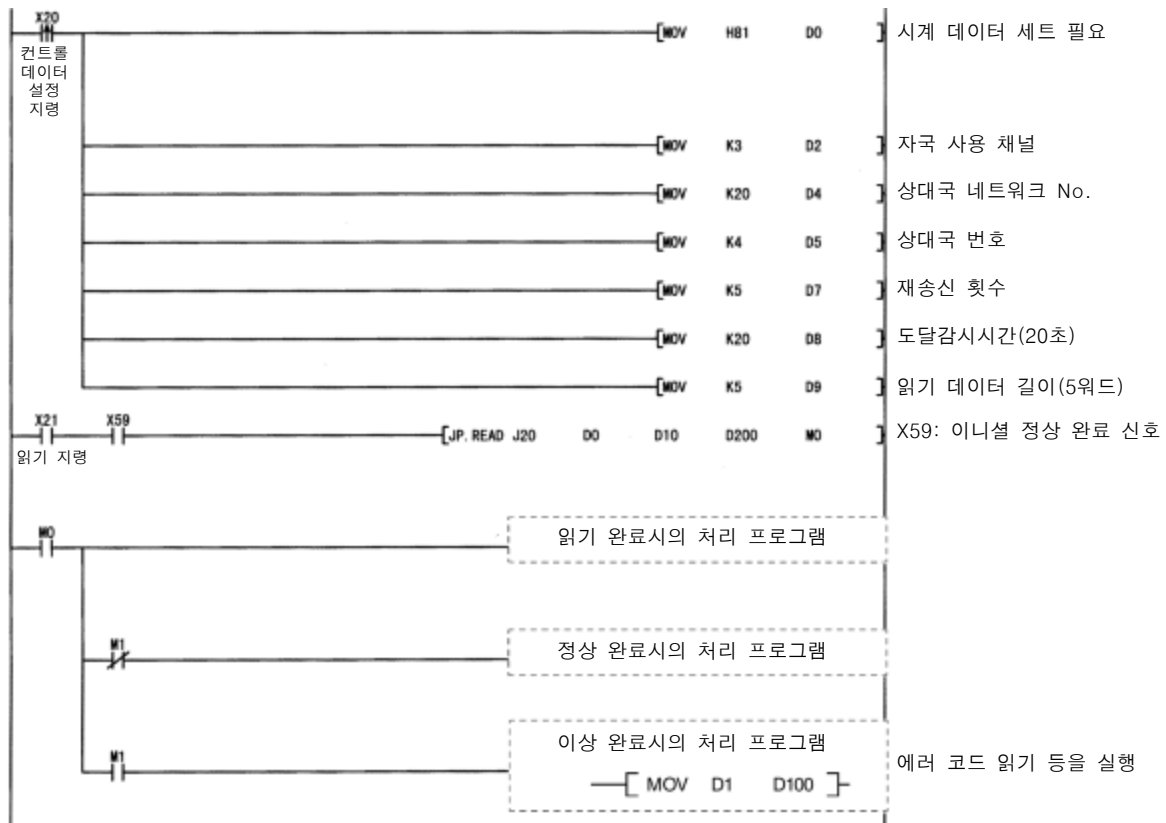 X20
[MOV H81 D0 ] 시계 데이터 세트 필요
컨트롤
데이터
설정
지령
[MOV K3 D2 ] 자국 사용 채널
[MOV K20 D4 ] 상대국 네트워크 No.
[MOV K4 D5 ] 상대국 번호
[MOV K5 D7 ] 재송신 횟수
[MOV K20 D8 ] 도달감시시간(20초)
[MOV K5 D9 ] 읽기 데이터 길이(5워드)
X21 X59
[JP.READ J20 D0 D10 D200 M0 ] X59: 이니셜 정상 완료 신호
읽기 지령
M0
읽기 완료시의 처리 프로그램
M1
정상 완료시의 처리 프로그램
이상 완료시의 처리 프로그램
M1
에러 코드 읽기 등을 실행
[ MOV D1 D100 ]